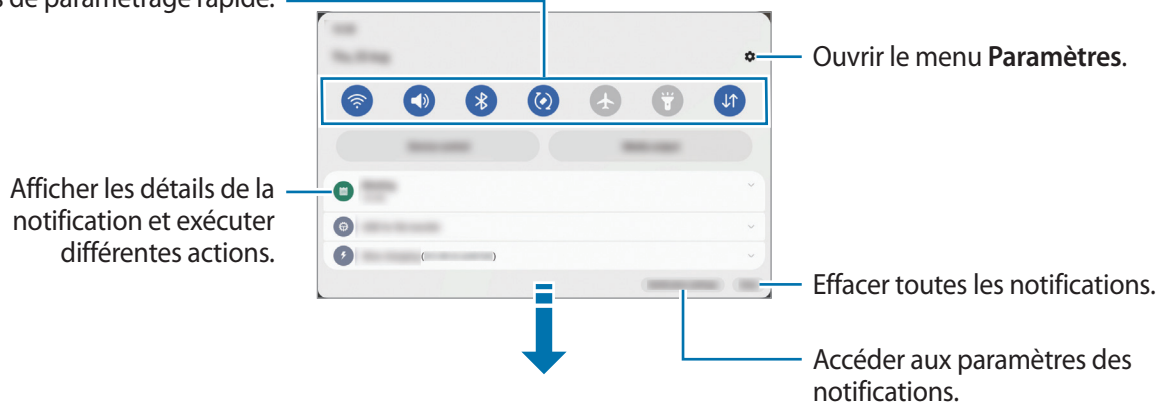 de paramétrage rapide.
Ouvrir le menu Paramètres.
Afficher les détails de la
notification et exécuter
différentes actions.
Effacer toutes les notifications.
Accéder aux paramètres des
notifications.